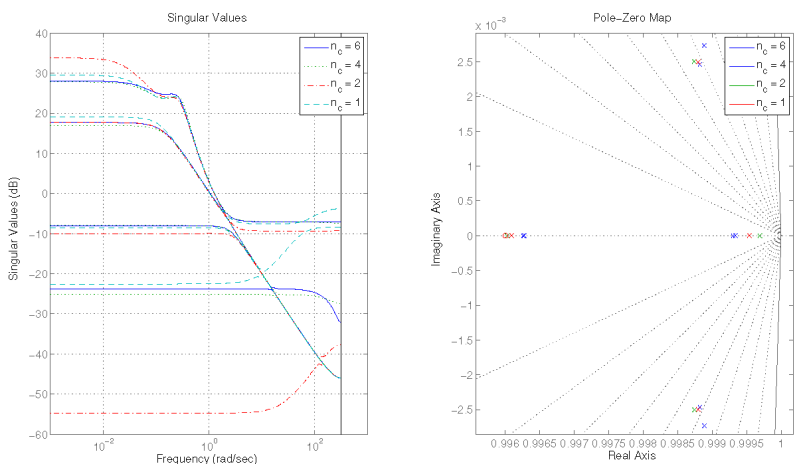 Singular Values
40
30
20
10
0
−10
−20
−30
−40
−50
−60
Singular Values (dB)
10^−2
10^0
10^2
Frequency (rad/sec)
n_c = 6
n_c = 4
n_c = 2
n_c = 1
Pole−Zero Map
x 10^−3
2.5
2
1.5
1
0.5
0
−0.5
−1
−1.5
−2
−2.5
Imaginary Axis
0.996 0.9965 0.997 0.9975 0.998 0.9985 0.999 0.9995 1
Real Axis
n_c = 6
n_c = 4
n_c = 2
n_c = 1